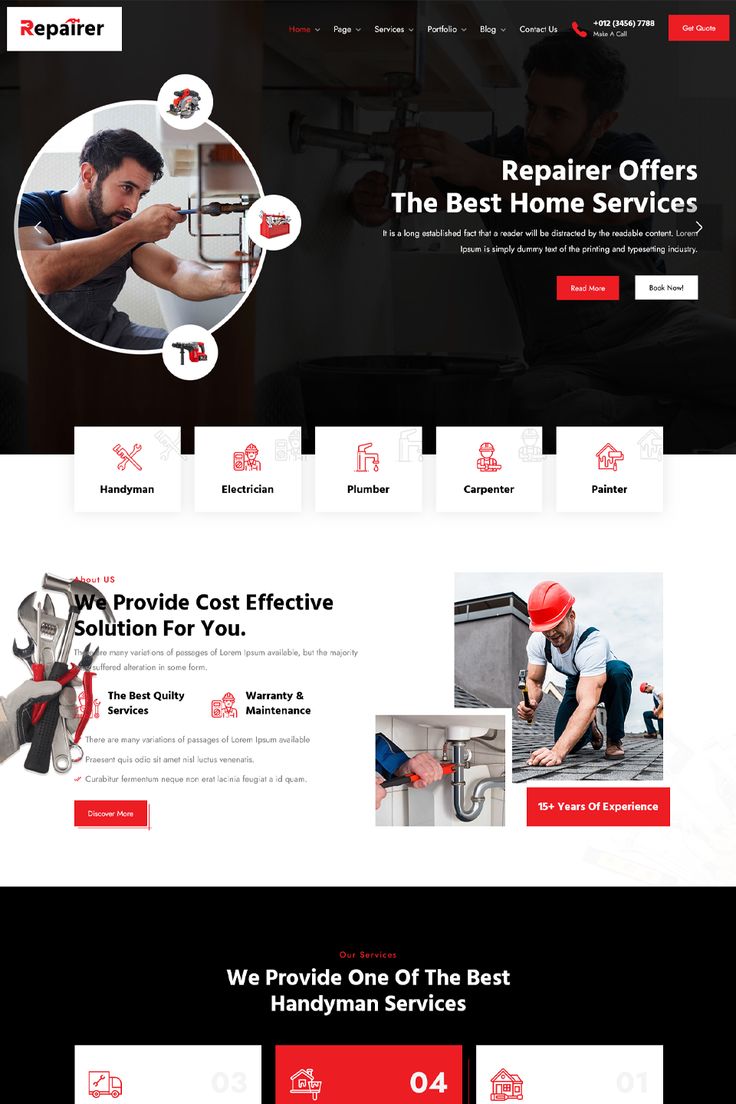 Repairer
Home
Page
Services
Portfolio
Blog
Contact Us
+012 (3456) 7788
Make A Call
Get Quote
Repairer Offers
The Best Home Services
It is a long established fact that a reader will be distracted by the readable content. Lorem
Ipsum is simply dummy text of the printing and typesetting industry.
Read More
Book Now!
Handyman
Electrician
Plumber
Carpenter
Painter
About US
We Provide Cost Effective
Solution For You.
There are many variations of passages of Lorem Ipsum available, but the majority
suffered alteration in some form.
The Best Quilty
Services
Warranty &
Maintenance
There are many variations of passages of Lorem Ipsum available
Praesent quis odio sit amet nisl luctus venenatis.
Curabitur fermentum neque non erat lacinia feugiat a id quam.
Discover More
15+ Years Of Experience
Our Services
We Provide One Of The Best
Handyman Services
03
04
01